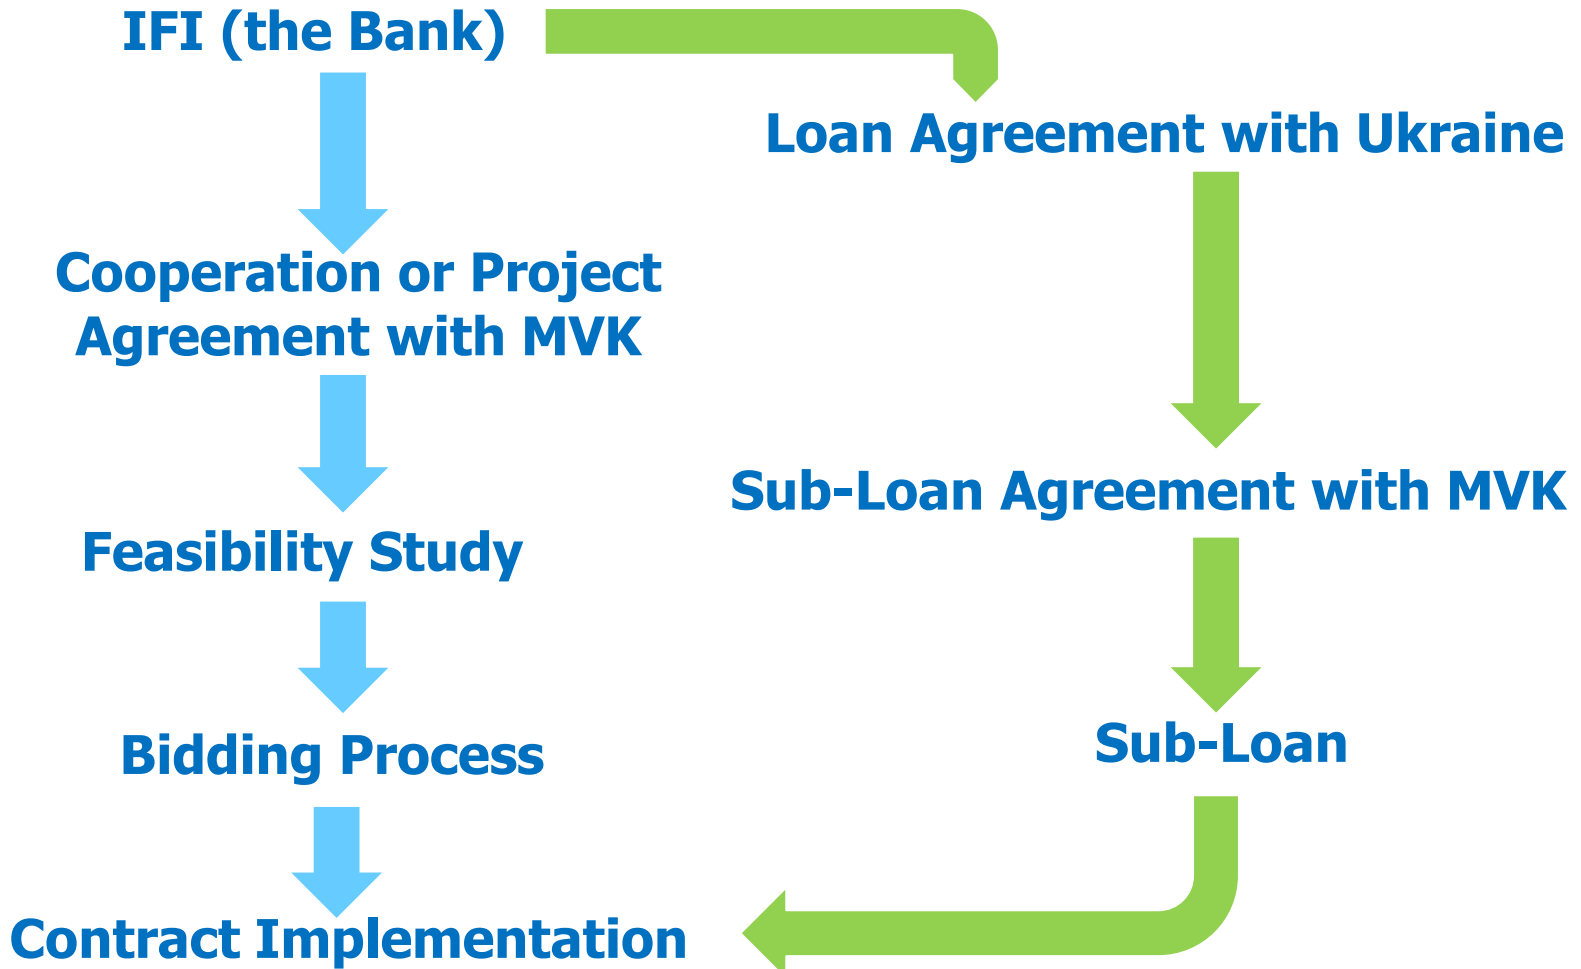 IFI (the Bank)
Loan Agreement with Ukraine
Cooperation or Project
Agreement with MVK
Sub-Loan Agreement with MVK
Feasibility Study
Sub-Loan
Bidding Process
Contract Implementation